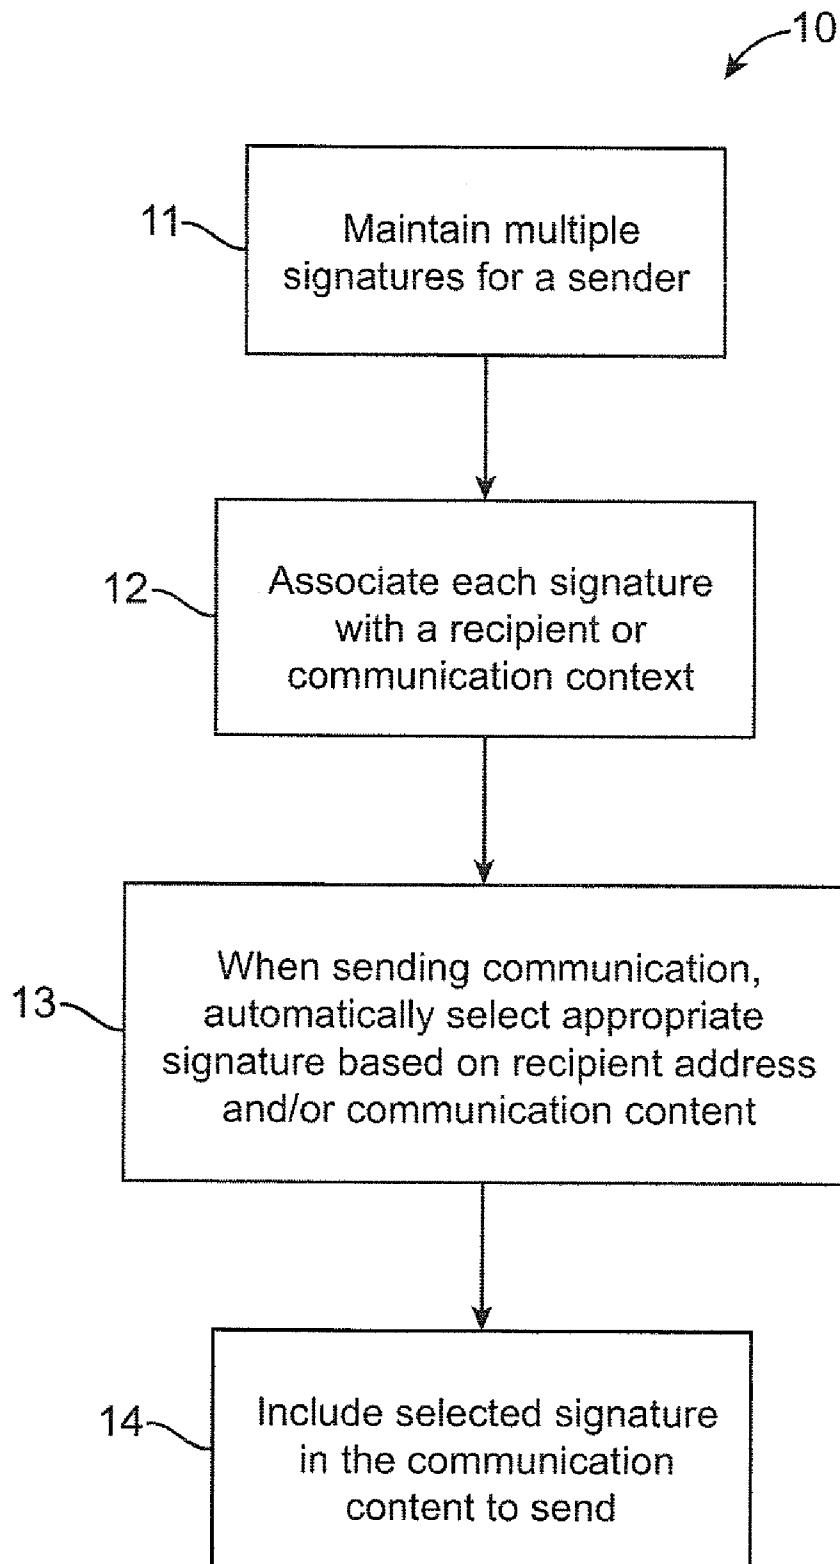 10
11
Maintain multiple
signatures for a sender
12
Associate each signature
with a recipient or
communication context
13
When sending communication,
automatically select appropriate
signature based on recipient address
and/or communication content
14
Include selected signature
in the communication
content to send